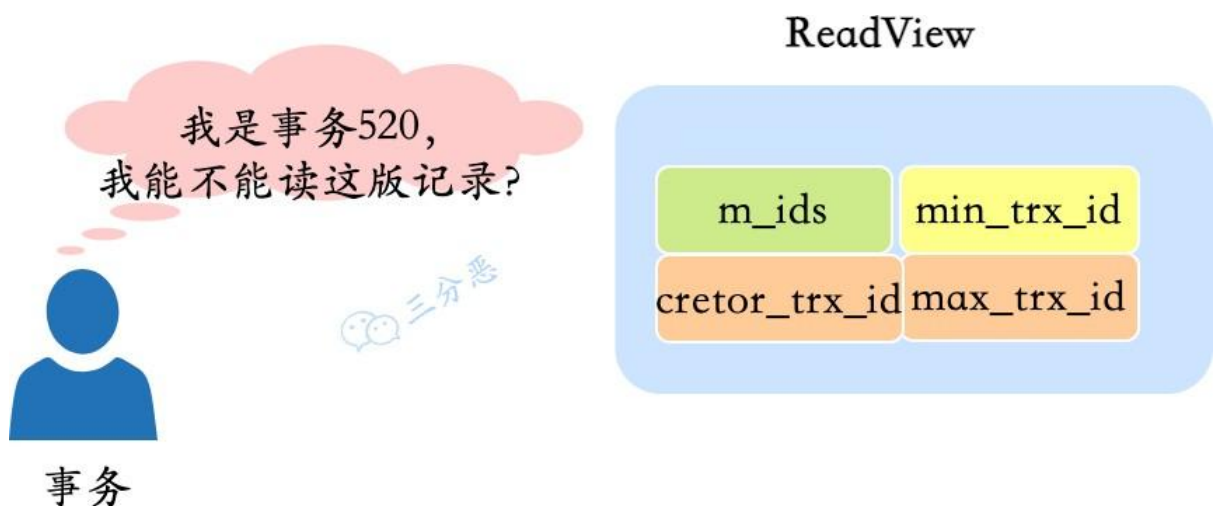 ReadView
我是事务520，
我能不能读这版记录?
m_ids
min_trx_id
cretor_trx_id
max_trx_id
三分恶
事务